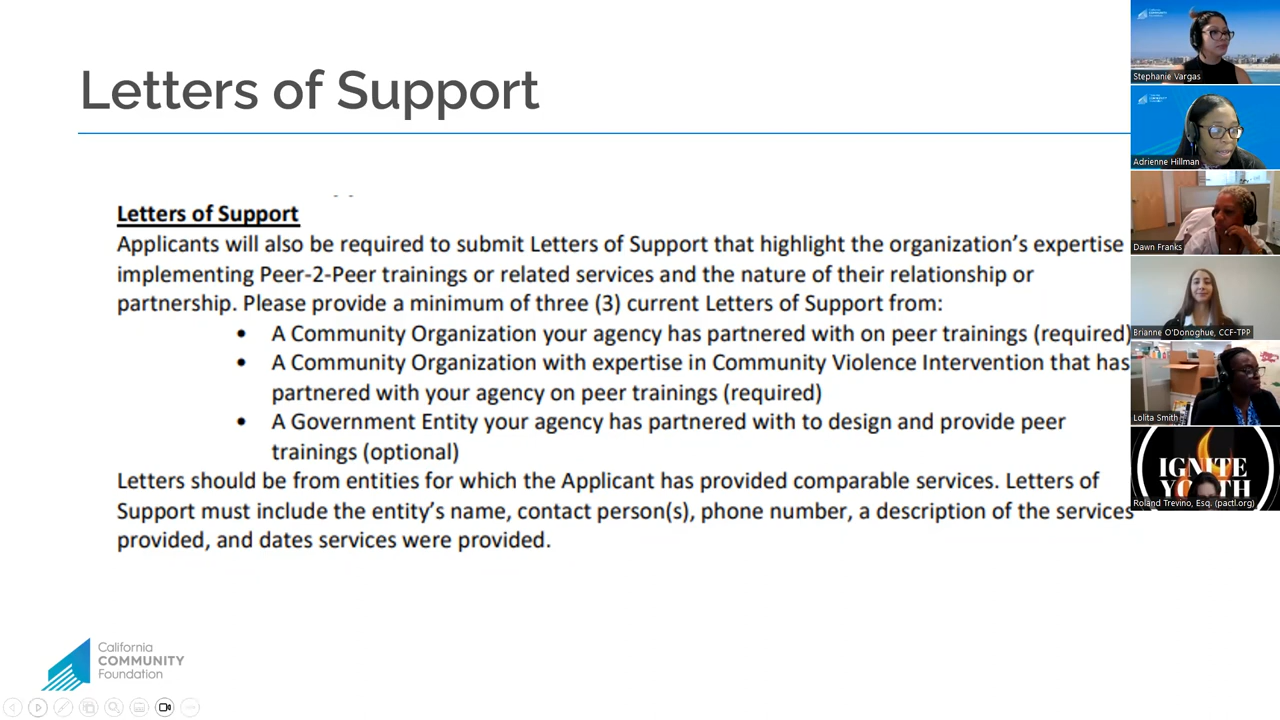 Letters of Support
Letters of Support
Applicants will also be required to submit Letters of Support that highlight the organization's expertise
implementing Peer-2-Peer trainings or related services and the nature of their relationship or
partnership. Please provide a minimum of three (3) current Letters of Support from:
• A Community Organization your agency has partnered with on peer trainings (required)
• A Community Organization with expertise in Community Violence Intervention that has
partnered with your agency on peer trainings (required)
• A Government Entity your agency has partnered with to design and provide peer
trainings (optional)
Letters should be from entities for which the Applicant has provided comparable services. Letters of
Support must include the entity's name, contact person(s), phone number, a description of the services
provided, and dates services were provided.
California
COMMUNITY
Foundation
Stephanie Vargas
Adrienne Hillman
Dawn Franks
Brianne O'Donoghue, CCF-TPP
Lolita Smith
IGNITE
Roland Trevino, Esq. (pactl.org)